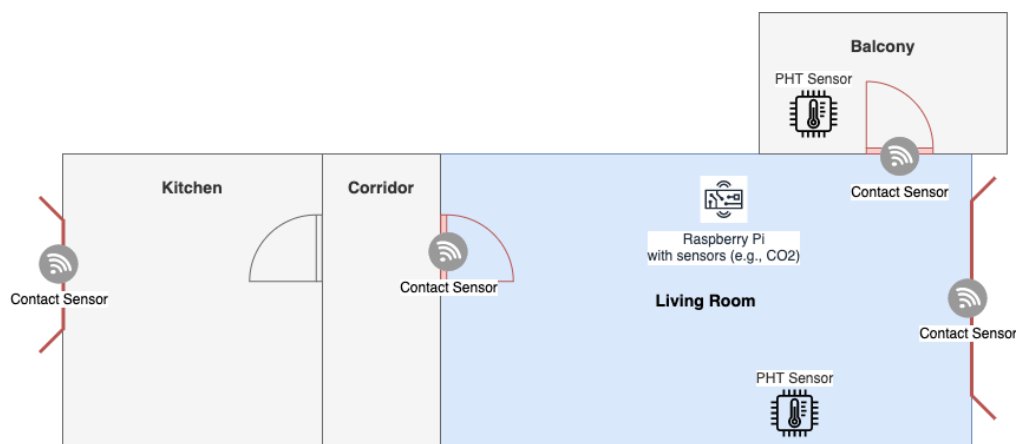 Balcony
PHT Sensor
Kitchen
Corridor
Contact Sensor
Raspberry Pi
with sensors (e.g., CO2)
Contact Sensor
Contact Sensor
Living Room
Contact Sensor
PHT Sensor